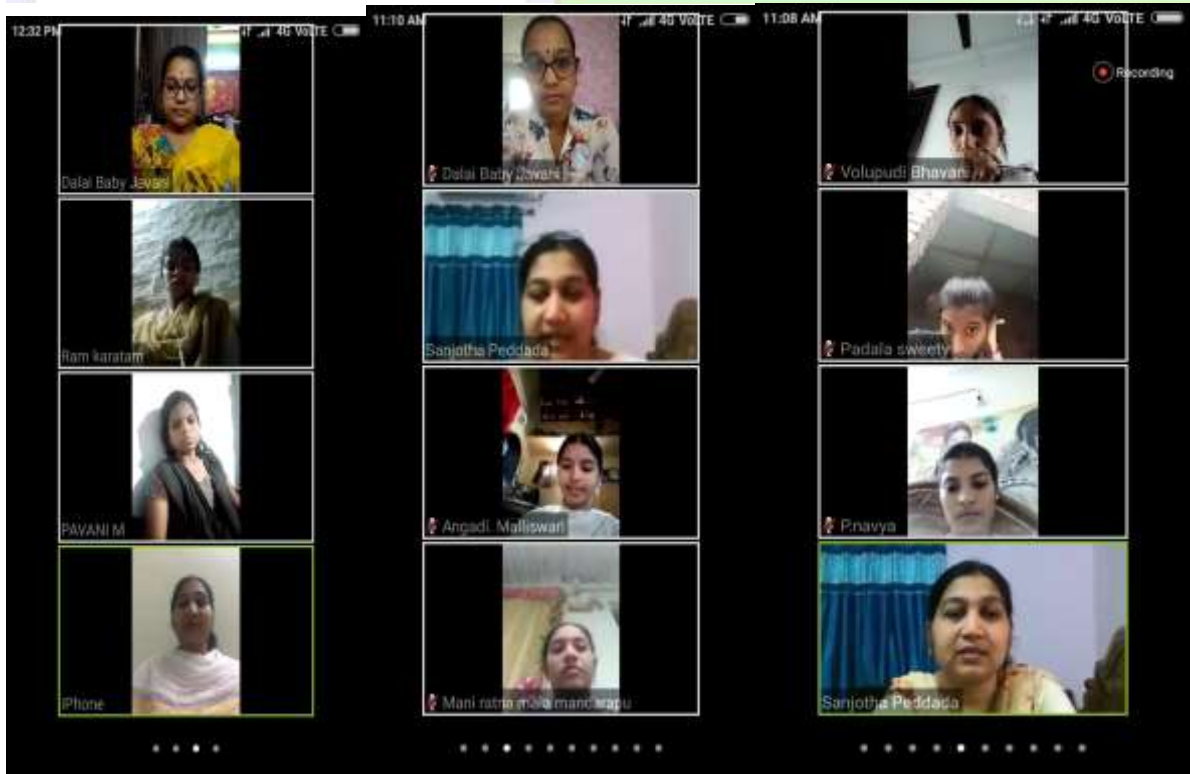 12:32 PM
4G VoLTE
Dalai Baby Javani
Ram karatam
PAVANI M
iPhone
11:10 AM
4G VoLTE
Dalai Baby Javani
Sanjotha Peddada
Angadi. Malliswari
Mani ratna mala mandarapu
11:08 AM
4G VoLTE
Recording
Volupudi Bhavani
Padala sweety
P.navya
Sanjotha Peddada